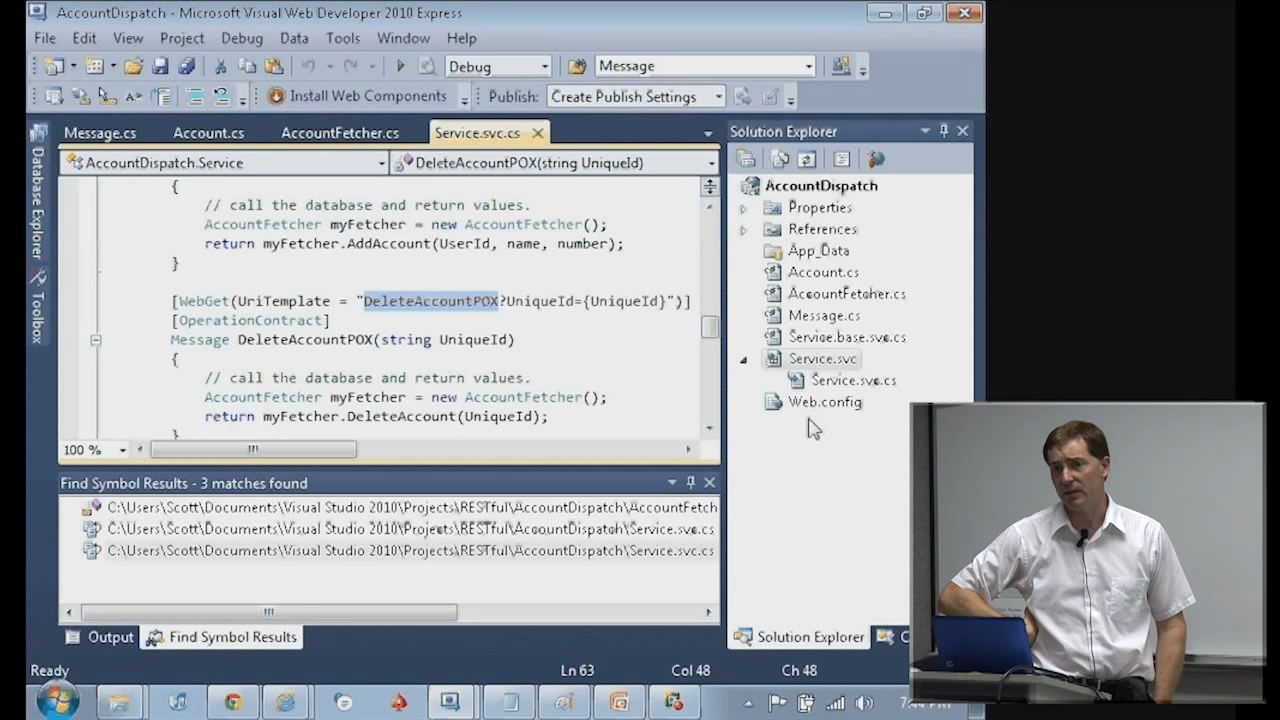 AccountDispatch - Microsoft Visual Web Developer 2010 Express
File Edit View Project Debug Data Tools Window Help
Debug Message
Install Web Components Publish: Create Publish Settings
Database Explorer
Toolbox
Message.cs Account.cs AccountFetcher.cs Service.svc.cs
AccountDispatch.Service DeleteAccountPOX(string UniqueId)
{
// call the database and return values.
AccountFetcher myFetcher = new AccountFetcher();
return myFetcher.AddAccount(UserId, name, number);
}
[WebGet(UriTemplate = "DeleteAccountPOX?UniqueId={UniqueId}")]
[OperationContract]
Message DeleteAccountPOX(string UniqueId)
{
// call the database and return values.
AccountFetcher myFetcher = new AccountFetcher();
return myFetcher.DeleteAccount(UniqueId);
}
100 %
Find Symbol Results - 3 matches found
C:\Users\Scott\Documents\Visual Studio 2010\Projects\RESTful\AccountDispatch\AccountFetch
C:\Users\Scott\Documents\Visual Studio 2010\Projects\RESTful\AccountDispatch\Service.svc.cs
C:\Users\Scott\Documents\Visual Studio 2010\Projects\RESTful\AccountDispatch\Service.svc.cs
Output Find Symbol Results
Solution Explorer
AccountDispatch
Properties
References
App_Data
Account.cs
AccountFetcher.cs
Message.cs
Service.base.svc.cs
Service.svc
Service.svc.cs
Web.config
Solution Explorer
Ready Ln 63 Col 48 Ch 48